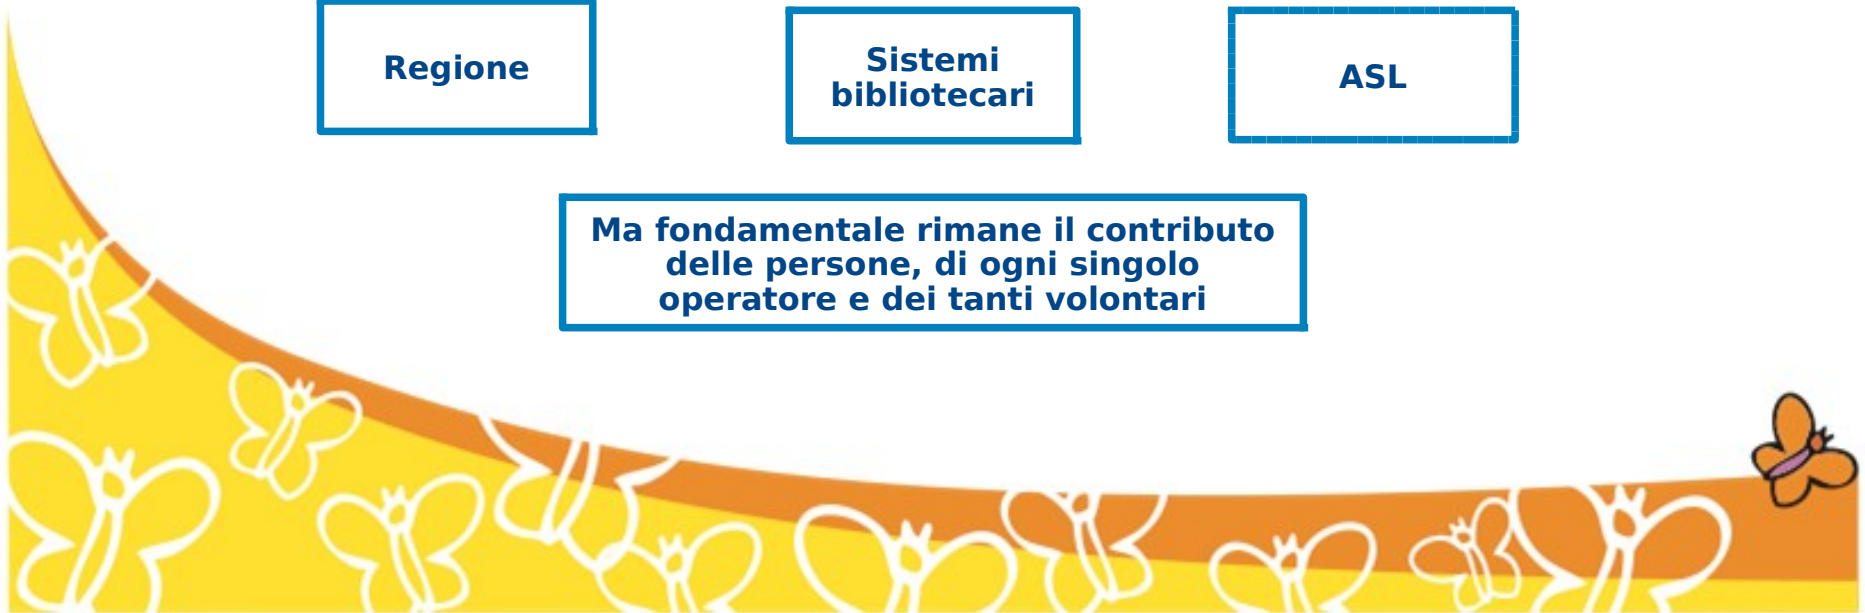 Regione
Sistemi
bibliotecari
ASL
Ma fondamentale rimane il contributo
delle persone, di ogni singolo
operatore e dei tanti volontari